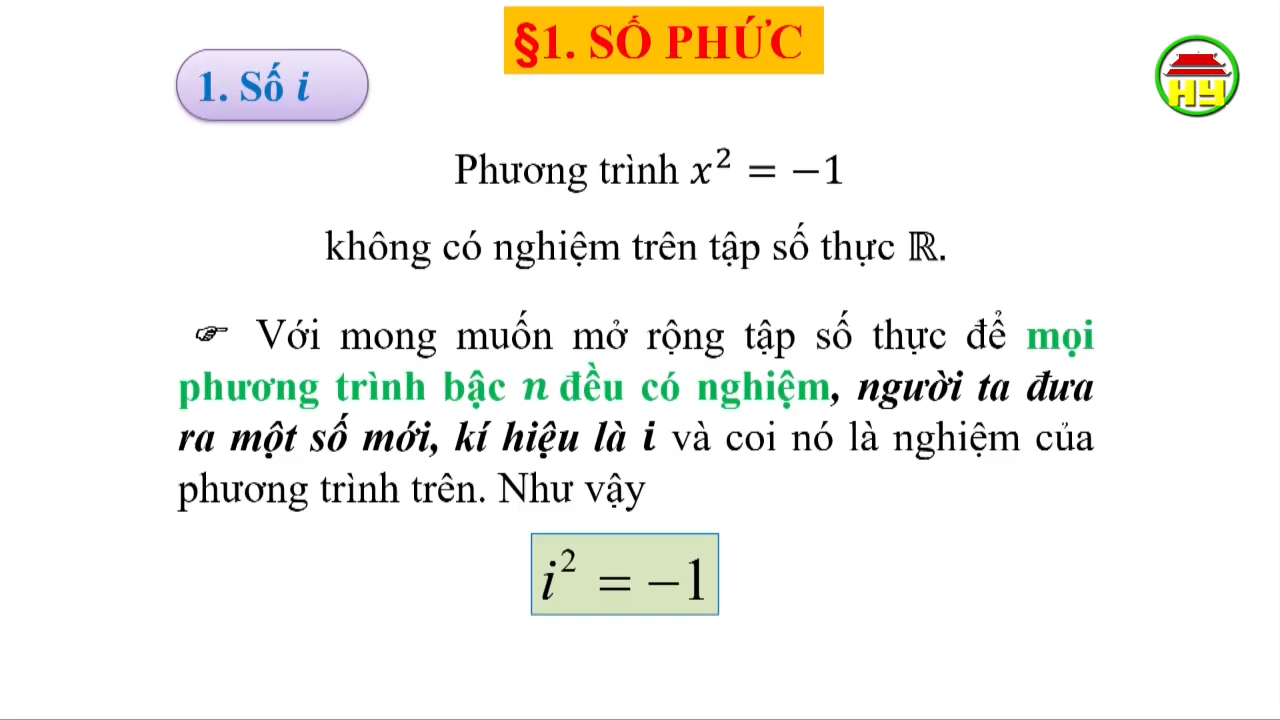 §1. SỐ PHỨC
1. Số i
HY
Phương trình x² = −1
không có nghiệm trên tập số thực ℝ.
☞ Với mong muốn mở rộng tập số thực để mọi
phương trình bậc n đều có nghiệm, người ta đưa
ra một số mới, kí hiệu là i và coi nó là nghiệm của
phương trình trên. Như vậy
i² = −1